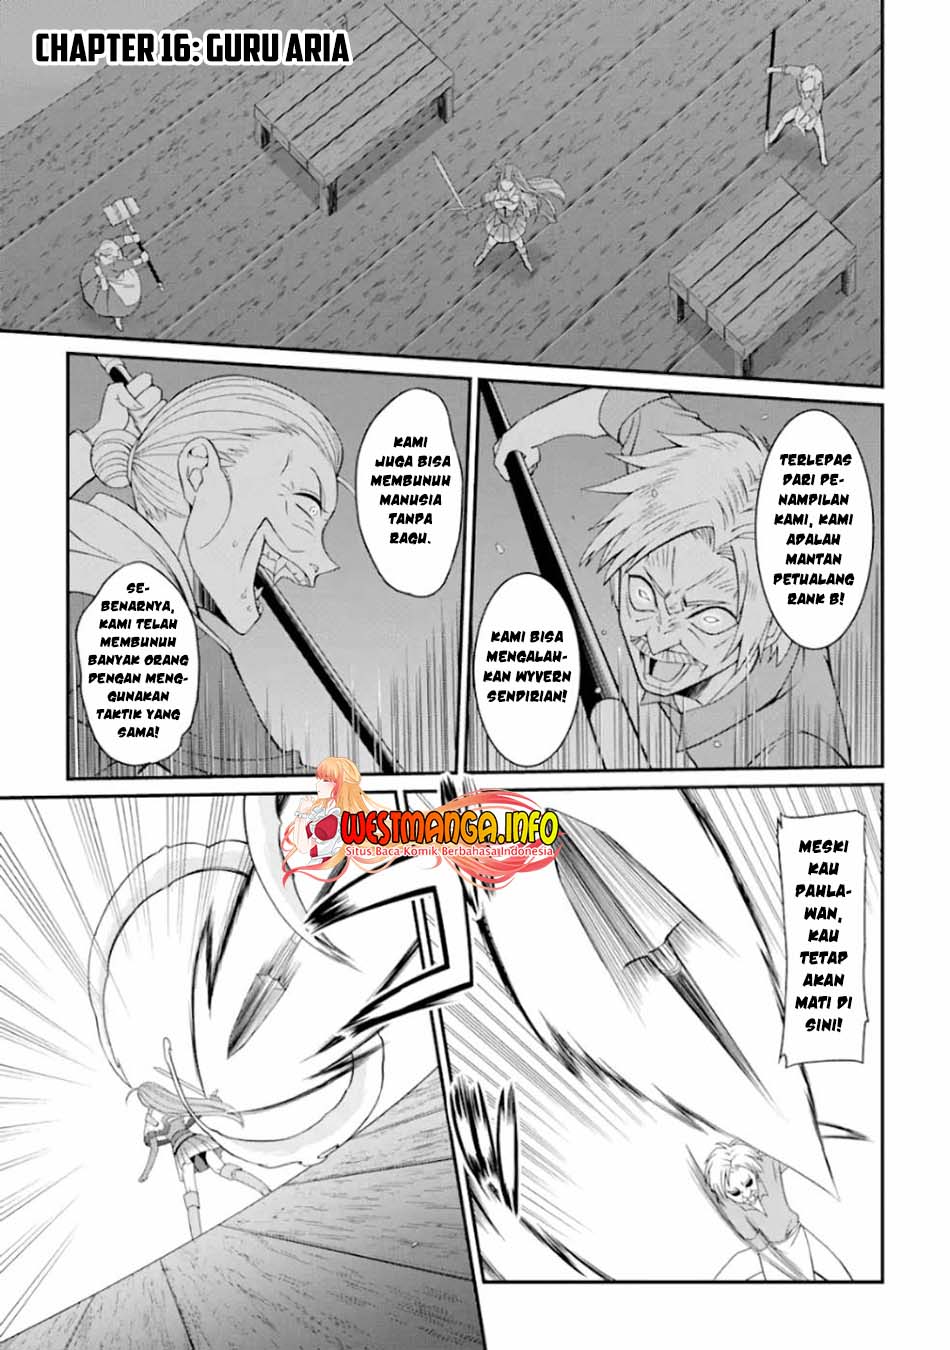 CHAPTER 16: GURU ARIA
TERLEPAS
DARI PE-
NAMPILAN
KAMI, KAMI
ADALAH
MANTAN
PETUALANG
RANK B!
KAMI BISA
MENGALAH-
KAN WYVERN
SENDIRIAN!
KAMI
JUGA BISA
MEMBUNUH
MANUSIA
TANPA
RAGU.
SE-
BENARNYA,
KAMI TELAH
MEMBUNUH
BANYAK ORANG
DENGAN MENG-
GUNAKAN
TAKTIK YANG
SAMA!
MESKI
KAU
PAHLA-
WAN,
KAU
TETAP
AKAN
MATI DI
SINI!
WESTMANGA.INFO
Situs Baca Komik Berbahasa Indonesia